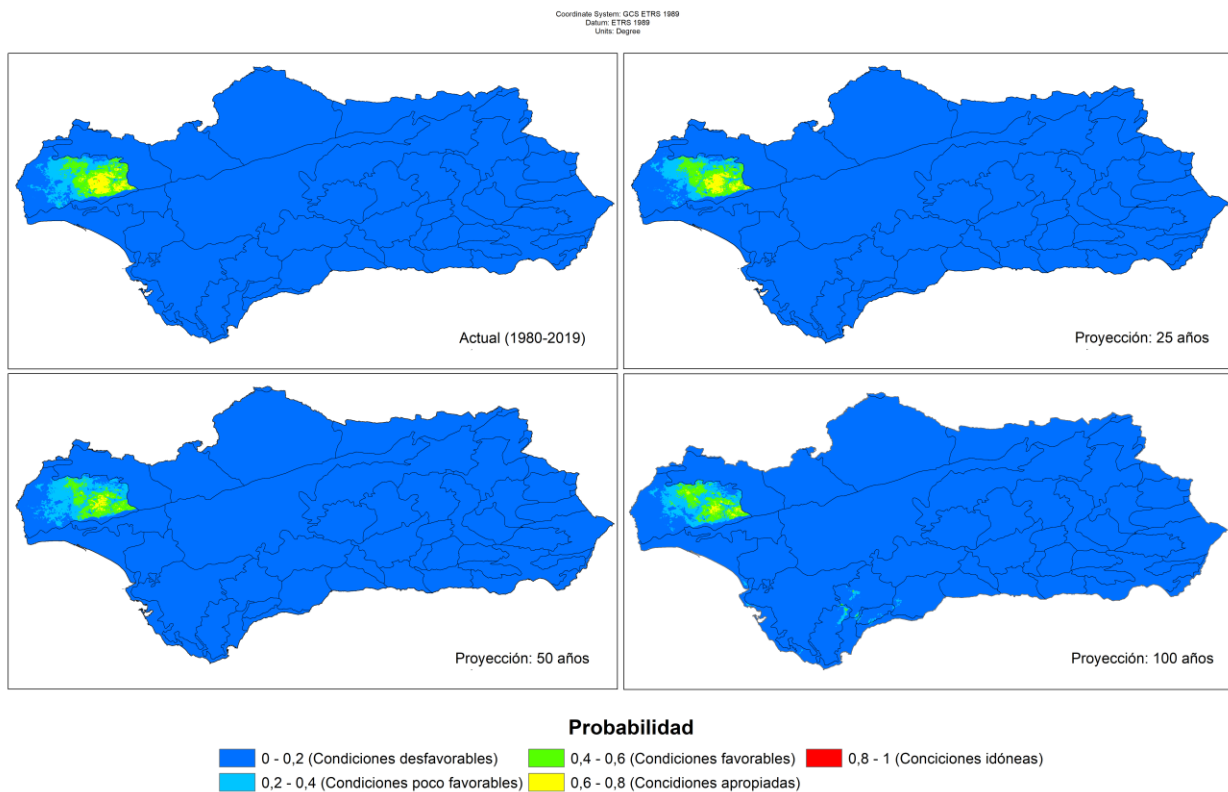 Coordinate System: GCS ETRS 1989
Datum: ETRS 1989
Units: Degree
Actual (1980-2019)
Proyección: 25 años
Proyección: 50 años
Proyección: 100 años
Probabilidad
0 - 0,2 (Condiciones desfavorables)
0,4 - 0,6 (Condiciones favorables)
0,8 - 1 (Conciciones idóneas)
0,2 - 0,4 (Condiciones poco favorables)
0,6 - 0,8 (Concidiones apropiadas)